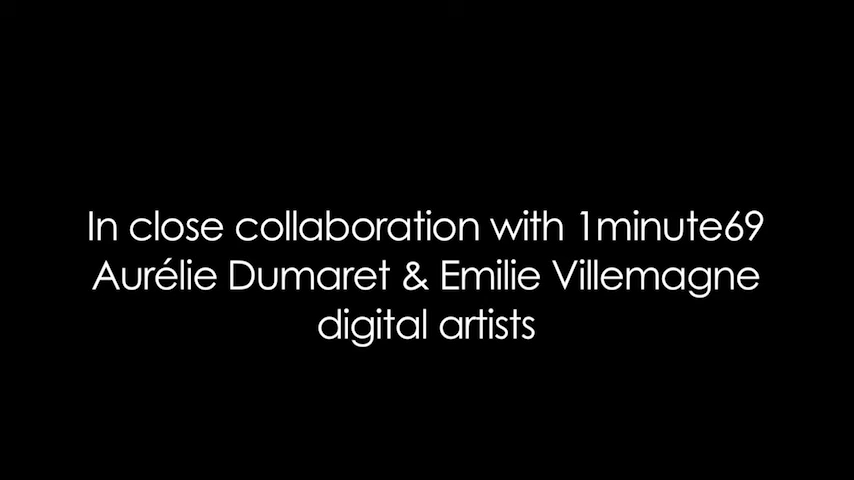 In close collaboration with 1minute69
Aurélie Dumaret & Emilie Villemagne
digital artists